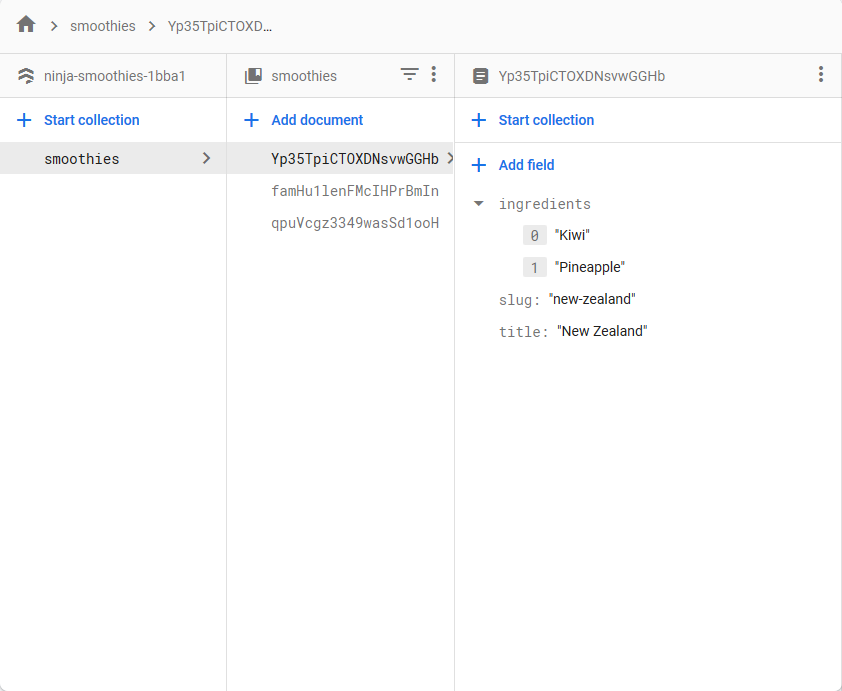 smoothies Yp35TpiCTOXD...
ninja-smoothies-1bba1
Start collection
smoothies
smoothies
Add document
Yp35TpiCTOXDNsvwGGHb
famHu1lenFMcIHPrBmIn
qpuVcgz3349wasSd1ooH
Yp35TpiCTOXDNsvwGGHb
Start collection
Add field
ingredients
0 "Kiwi"
1 "Pineapple"
slug: "new-zealand"
title: "New Zealand"